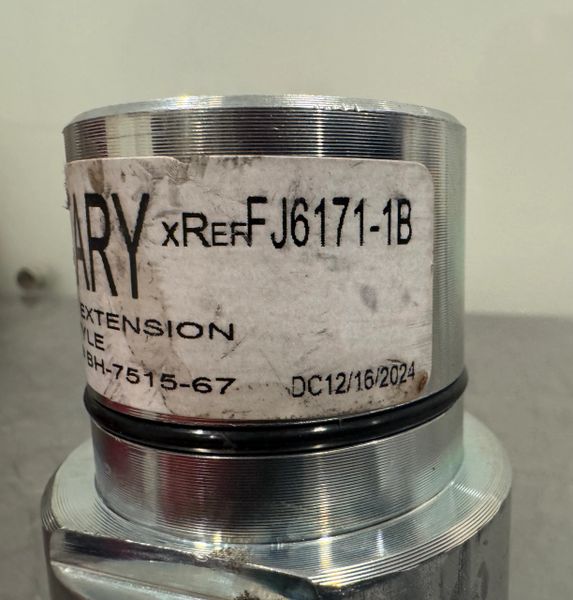 ARY xREF FJ6171-1B
EXTENSION
YLE
BH-7515-67 DC12/16/2024